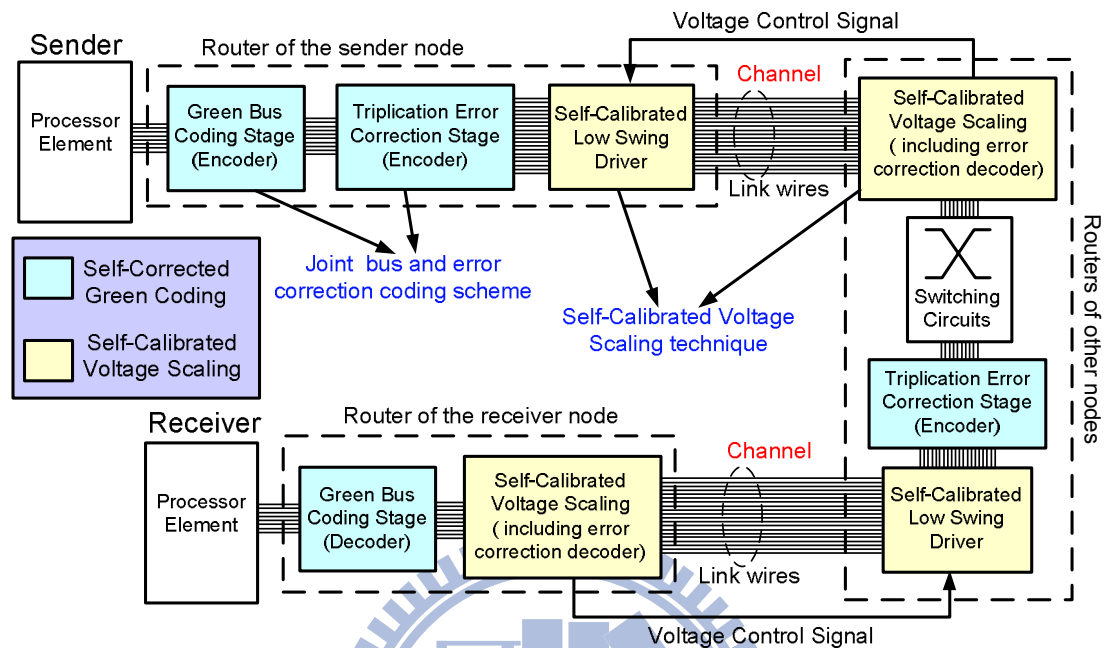 Voltage Control Signal
Sender
Router of the sender node
Processor
Element
Green Bus
Coding Stage
(Encoder)
Triplication Error
Correction Stage
(Encoder)
Self-Calibrated
Low Swing
Driver
Channel
Link wires
Self-Calibrated
Voltage Scaling
( including error
correction decoder)
Joint bus and error
correction coding scheme
Self-Calibrated Voltage
Scaling technique
Switching
Circuits
Routers of other nodes
Self-Corrected
Green Coding
Self-Calibrated
Voltage Scaling
Triplication Error
Correction Stage
(Encoder)
Receiver
Router of the receiver node
Processor
Element
Green Bus
Coding Stage
(Decoder)
Self-Calibrated
Voltage Scaling
( including error
correction decoder)
Channel
Link wires
Self-Calibrated
Low Swing
Driver
Voltage Control Signal